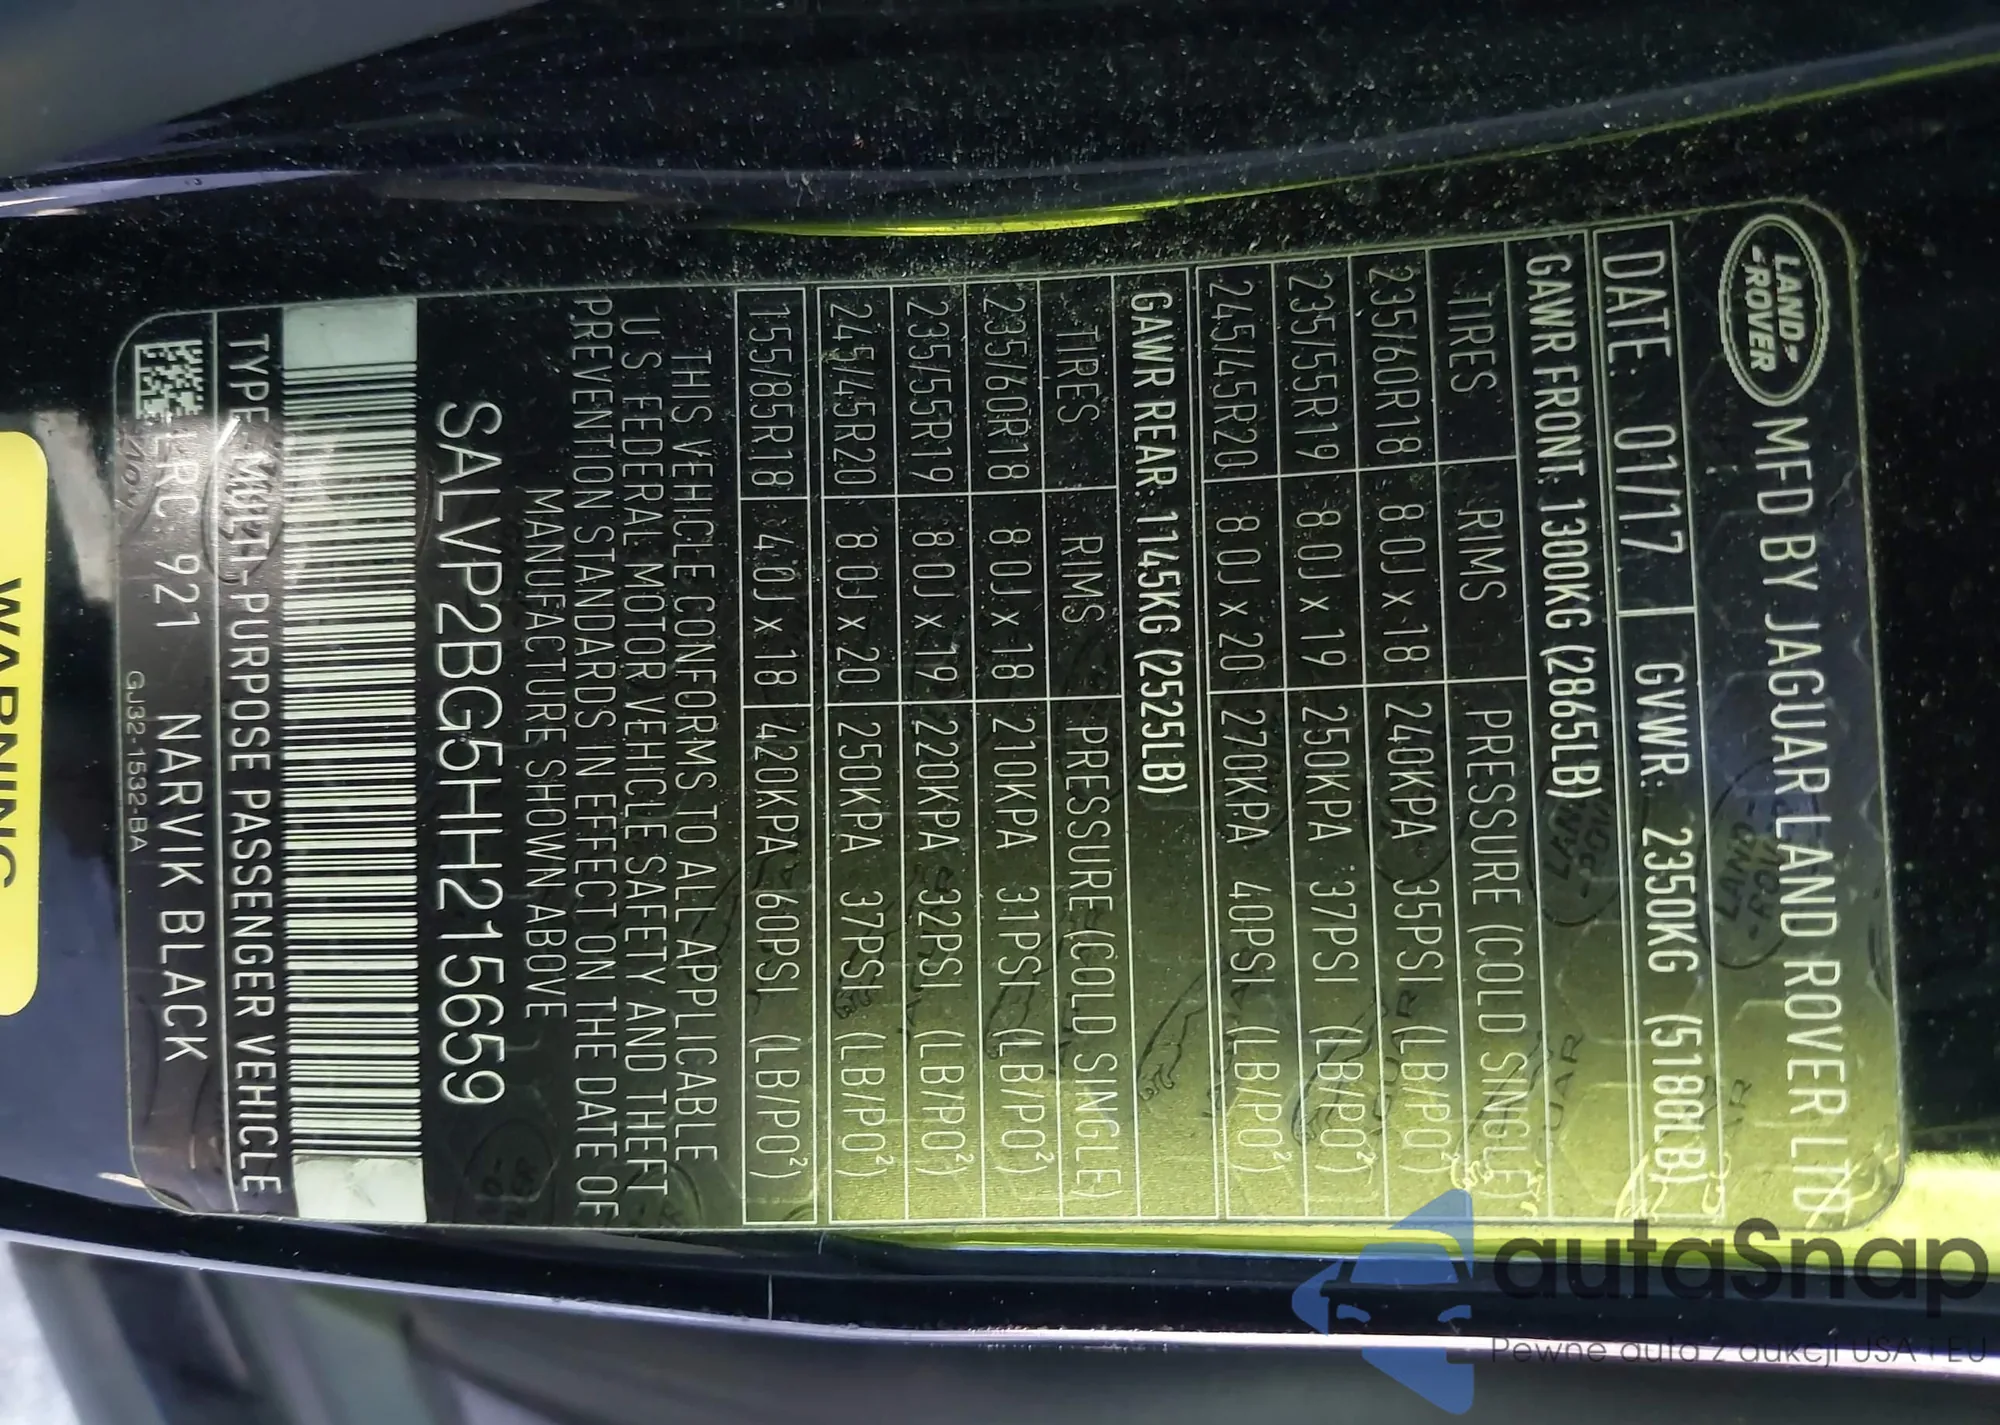 LAND-
-ROVER
MFD BY JAGUAR LAND ROVER LTD
DATE: 01/17 GVWR: 2350KG (5180LB)
GAWR FRONT: 1300KG (2865LB)
TIRES RIMS PRESSURE (COLD SINGLE)
235/60R18 8.0J x 18 240KPA 35PSI (LB/PO²)
235/55R19 8.0J x 19 250KPA 37PSI (LB/PO²)
245/45R20 8.0J x 20 270KPA 40PSI (LB/PO²)
GAWR REAR: 1145KG (2525LB)
TIRES RIMS PRESSURE (COLD SINGLE)
235/60R18 8.0J x 18 210KPA 31PSI (LB/PO²)
235/55R19 8.0J x 19 220KPA 32PSI (LB/PO²)
245/45R20 8.0J x 20 250KPA 37PSI (LB/PO²)
155/85R18 4.0J x 18 420KPA 60PSI (LB/PO²)
THIS VEHICLE CONFORMS TO ALL APPLICABLE
U.S. FEDERAL MOTOR VEHICLE SAFETY AND THEFT
PREVENTION STANDARDS IN EFFECT ON THE DATE OF
MANUFACTURE SHOWN ABOVE
SALVP2BG5HH215659
TYPE: MULTI-PURPOSE PASSENGER VEHICLE
LRC: 921 NARVIK BLACK
GJ32-1532-BA
WARNING
autaSnap
Pewne auta z aukcji USA i EU